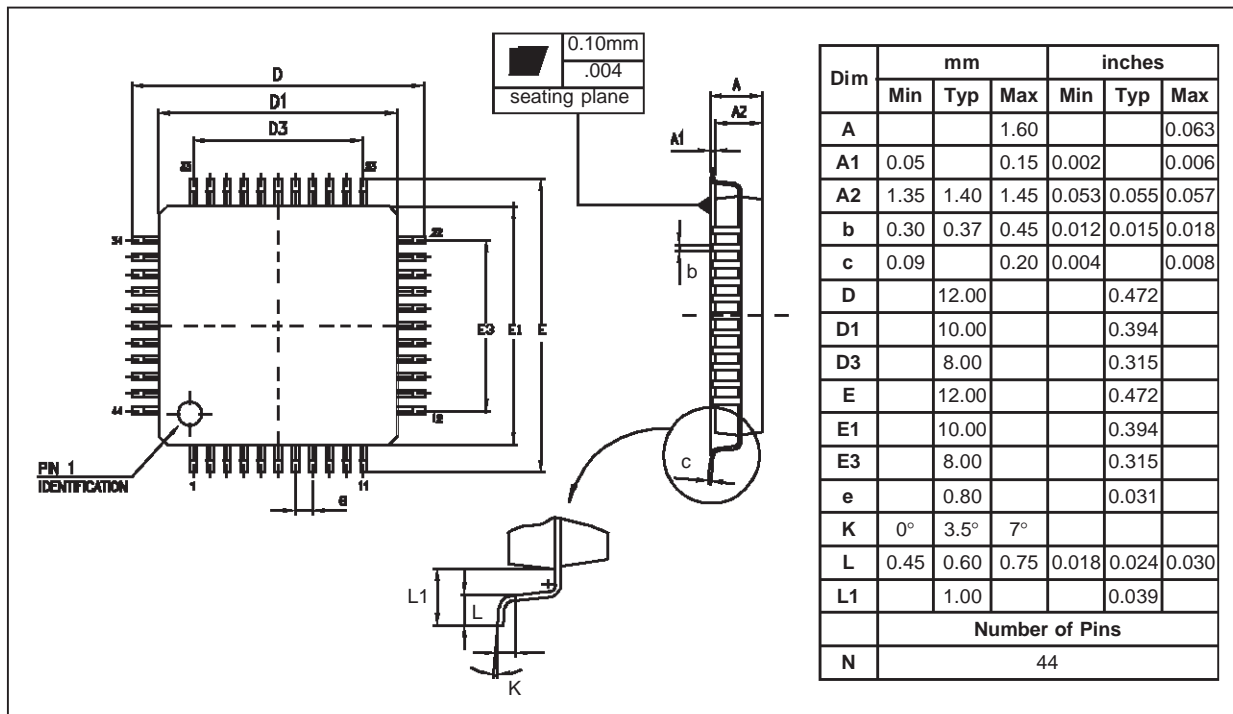 0.10mm
.004
seating plane
D
D1
D3
A
A2
A1
33
23
34
22
b
E3
E1
E
44
12
PIN 1
IDENTIFICATION
1
11
e
c
L1
L
K
Dim mm inches
Min Typ Max Min Typ Max
A 1.60 0.063
A1 0.05 0.15 0.002 0.006
A2 1.35 1.40 1.45 0.053 0.055 0.057
b 0.30 0.37 0.45 0.012 0.015 0.018
c 0.09 0.20 0.004 0.008
D 12.00 0.472
D1 10.00 0.394
D3 8.00 0.315
E 12.00 0.472
E1 10.00 0.394
E3 8.00 0.315
e 0.80 0.031
K 0° 3.5° 7°
L 0.45 0.60 0.75 0.018 0.024 0.030
L1 1.00 0.039
Number of Pins
N 44